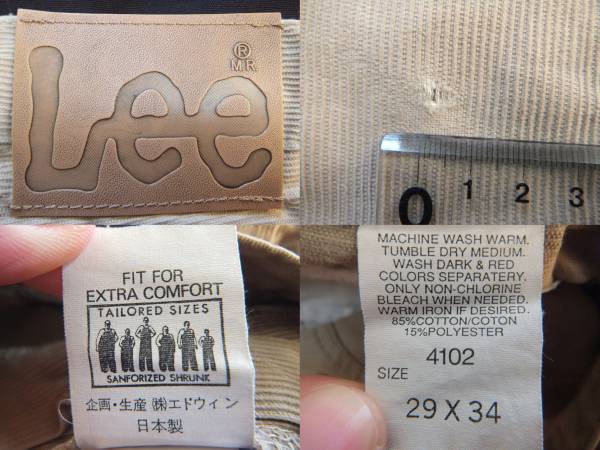 Lee
®
M.R.
0 1 2 3
FIT FOR
EXTRA COMFORT
TAILORED SIZES
SANFORIZED SHRUNK
企画・生産 ㈱エドウィン
日本製
MACHINE WASH WARM.
TUMBLE DRY MEDIUM.
WASH DARK & RED
COLORS SEPARATERY.
ONLY NON-CHLORINE
BLEACH WHEN NEEDED.
WARM IRON IF DESIRED.
85%COTTON/COTON
15%POLYESTER
4102
SIZE
29 X 34